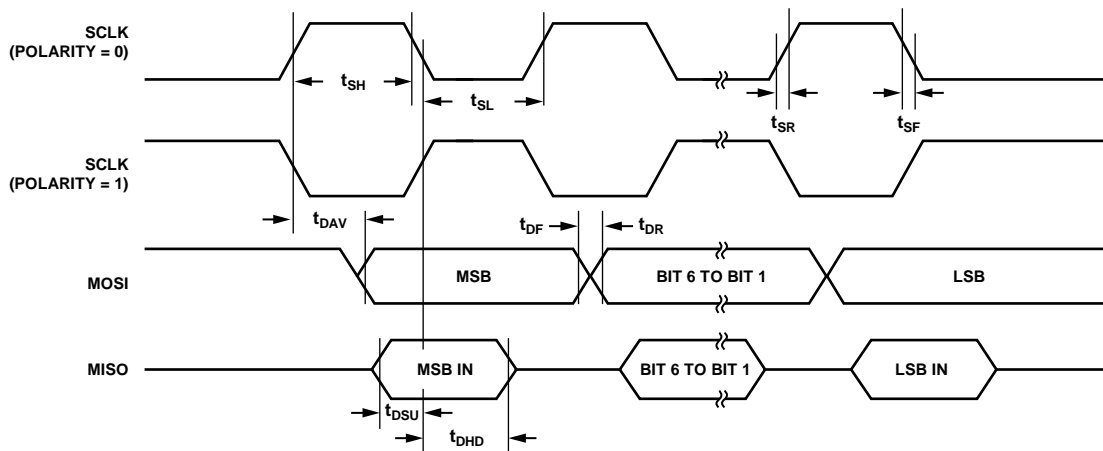 SCLK
(POLARITY = 0)
tSH
tSL
tSR
tSF
SCLK
(POLARITY = 1)
tDAV
tDF
tDR
MOSI
MSB
BIT 6 TO BIT 1
LSB
MISO
MSB IN
BIT 6 TO BIT 1
LSB IN
tDSU
tDHD